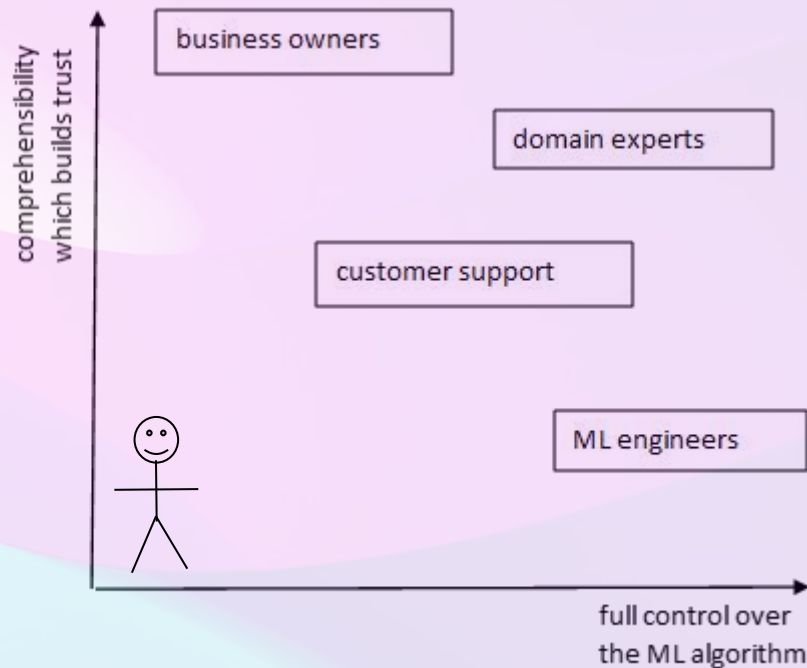 comprehensibility
which builds trust
business owners
domain experts
customer support
ML engineers
full control over
the ML algorithm